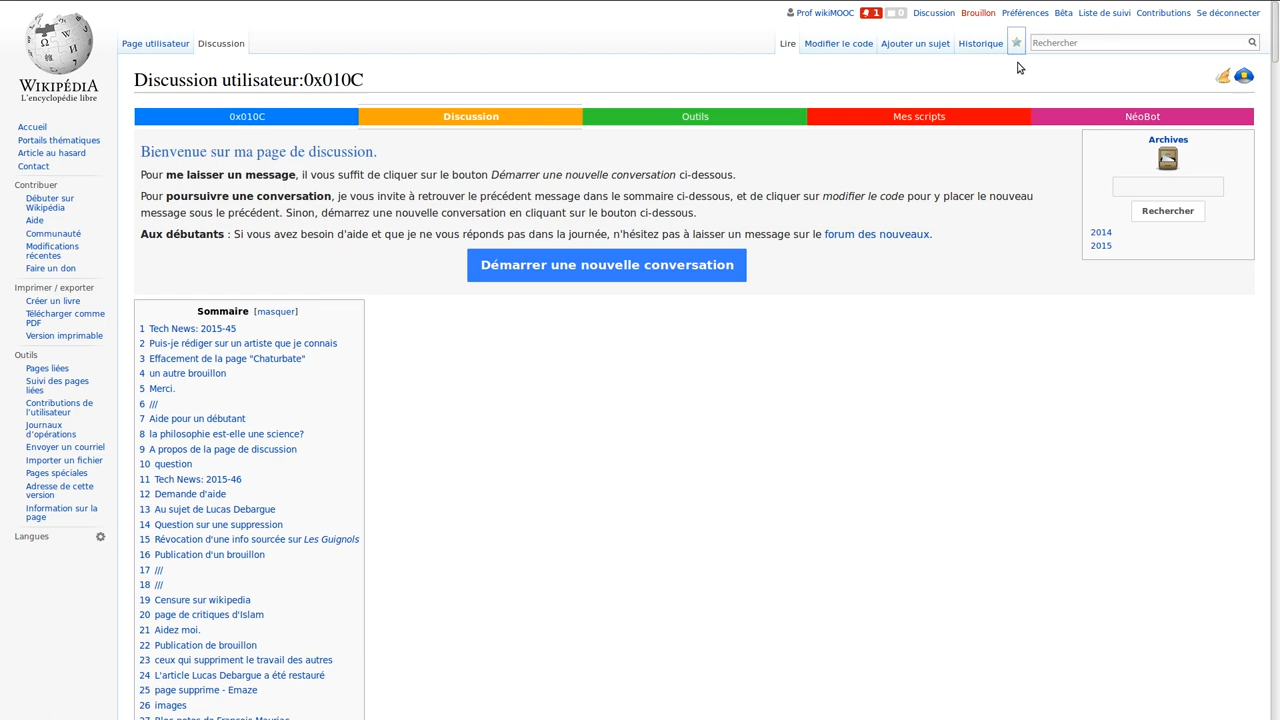 Prof wikiMOOC 1 0 Discussion Brouillon Préférences Bêta Liste de suivi Contributions Se déconnecter
Page utilisateur Discussion Lire Modifier le code Ajouter un sujet Historique Rechercher
WIKIPÉDIA
L'encyclopédie libre
Accueil
Portails thématiques
Article au hasard
Contact
Contribuer
Débuter sur
Wikipédia
Aide
Communauté
Modifications
récentes
Faire un don
Imprimer / exporter
Créer un livre
Télécharger comme
PDF
Version imprimable
Outils
Pages liées
Suivi des pages
liées
Contributions de
l'utilisateur
Journaux
d'opérations
Envoyer un courriel
Importer un fichier
Pages spéciales
Adresse de cette
version
Information sur la
page
Langues
Discussion utilisateur:0x010C
0x010C Discussion Outils Mes scripts NéoBot
Bienvenue sur ma page de discussion.
Pour me laisser un message, il vous suffit de cliquer sur le bouton Démarrer une nouvelle conversation ci-dessous.
Pour poursuivre une conversation, je vous invite à retrouver le précédent message dans le sommaire ci-dessous, et de cliquer sur modifier le code pour y placer le nouveau
message sous le précédent. Sinon, démarrez une nouvelle conversation en cliquant sur le bouton ci-dessous.
Aux débutants : Si vous avez besoin d'aide et que je ne vous réponds pas dans la journée, n'hésitez pas à laisser un message sur le forum des nouveaux.
Démarrer une nouvelle conversation
Archives
Rechercher
2014
2015
Sommaire [masquer]
1 Tech News: 2015-45
2 Puis-je rédiger sur un artiste que je connais
3 Effacement de la page "Chaturbate"
4 un autre brouillon
5 Merci.
6 ///
7 Aide pour un débutant
8 la philosophie est-elle une science?
9 A propos de la page de discussion
10 question
11 Tech News: 2015-46
12 Demande d'aide
13 Au sujet de Lucas Debargue
14 Question sur une suppression
15 Révocation d'une info sourcée sur Les Guignols
16 Publication d'un brouillon
17 ///
18 ///
19 Censure sur wikipedia
20 page de critiques d'Islam
21 Aidez moi.
22 Publication de brouillon
23 ceux qui suppriment le travail des autres
24 L'article Lucas Debargue a été restauré
25 page supprime - Emaze
26 images
27 Bloc-notes de François Mauriac